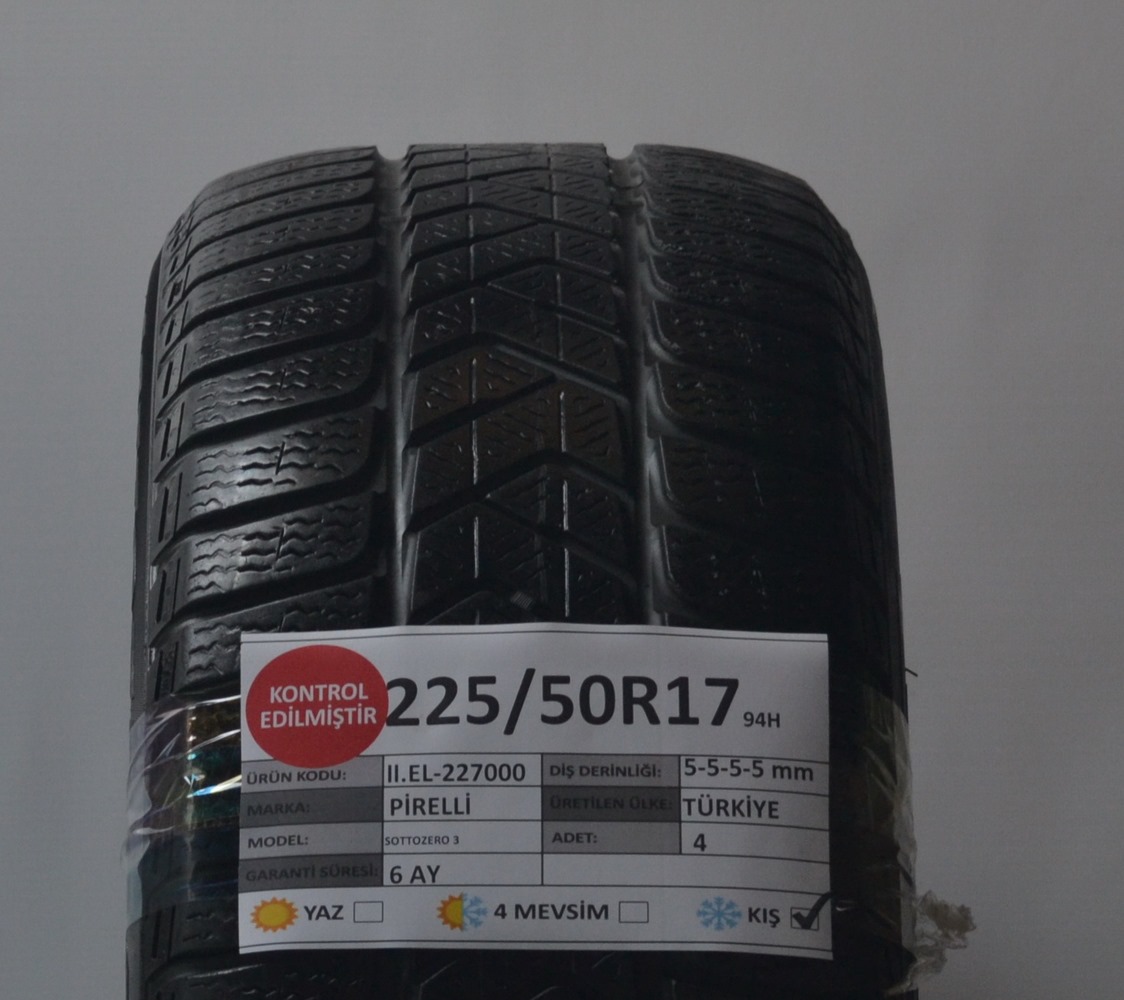 KONTROL
EDİLMİŞTİR
225/50R17 94H
ÜRÜN KODU: II.EL-227000 DİŞ DERİNLİĞİ: 5-5-5-5 mm
MARKA: PİRELLİ ÜRETİLEN ÜLKE: TÜRKİYE
MODEL: SOTTOZERO 3 ADET: 4
GARANTİ SÜRESİ: 6 AY
YAZ 4 MEVSİM KIŞ